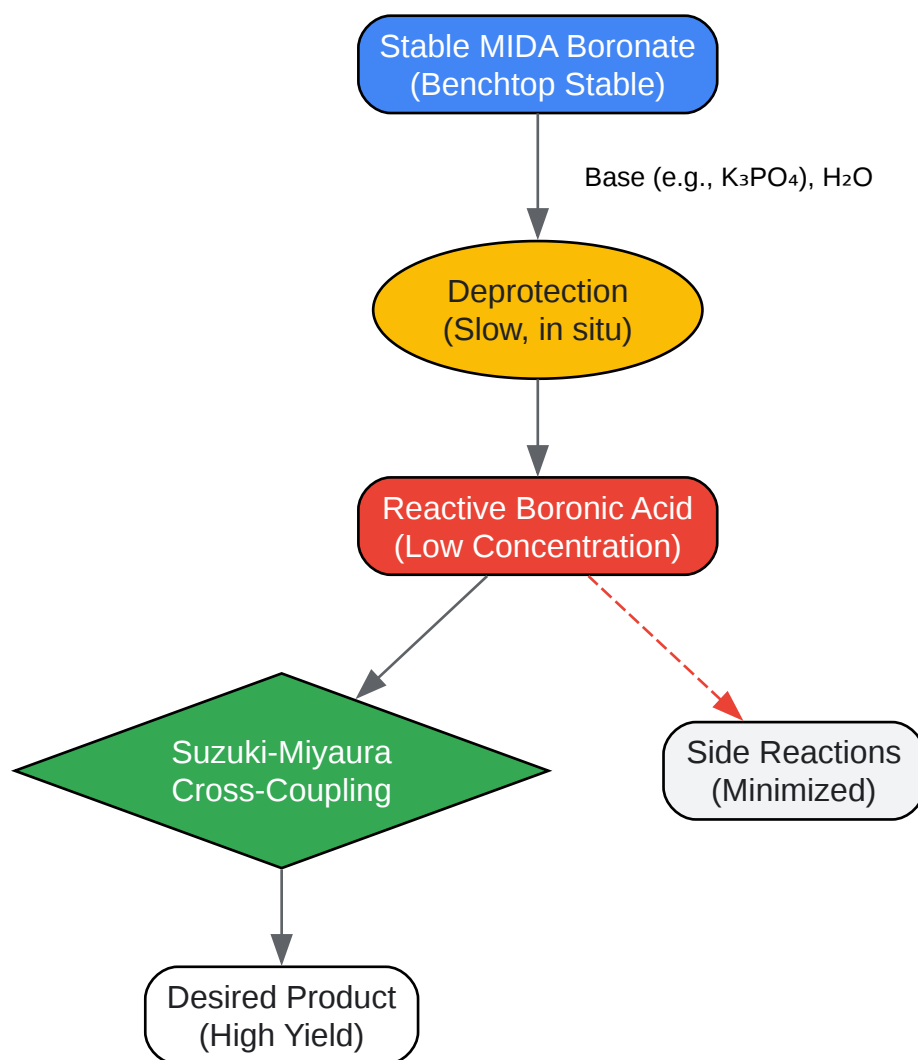 Stable MIDA Boronate
(Benchtop Stable)
Base (e.g., K₃PO₄), H₂O
Deprotection
(Slow, in situ)
Reactive Boronic Acid
(Low Concentration)
Suzuki-Miyaura
Cross-Coupling
Side Reactions
(Minimized)
Desired Product
(High Yield)